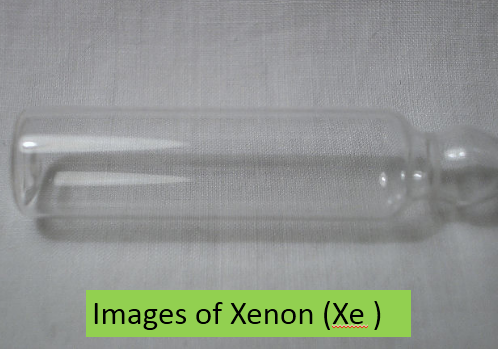 Images of Xenon (Xe )